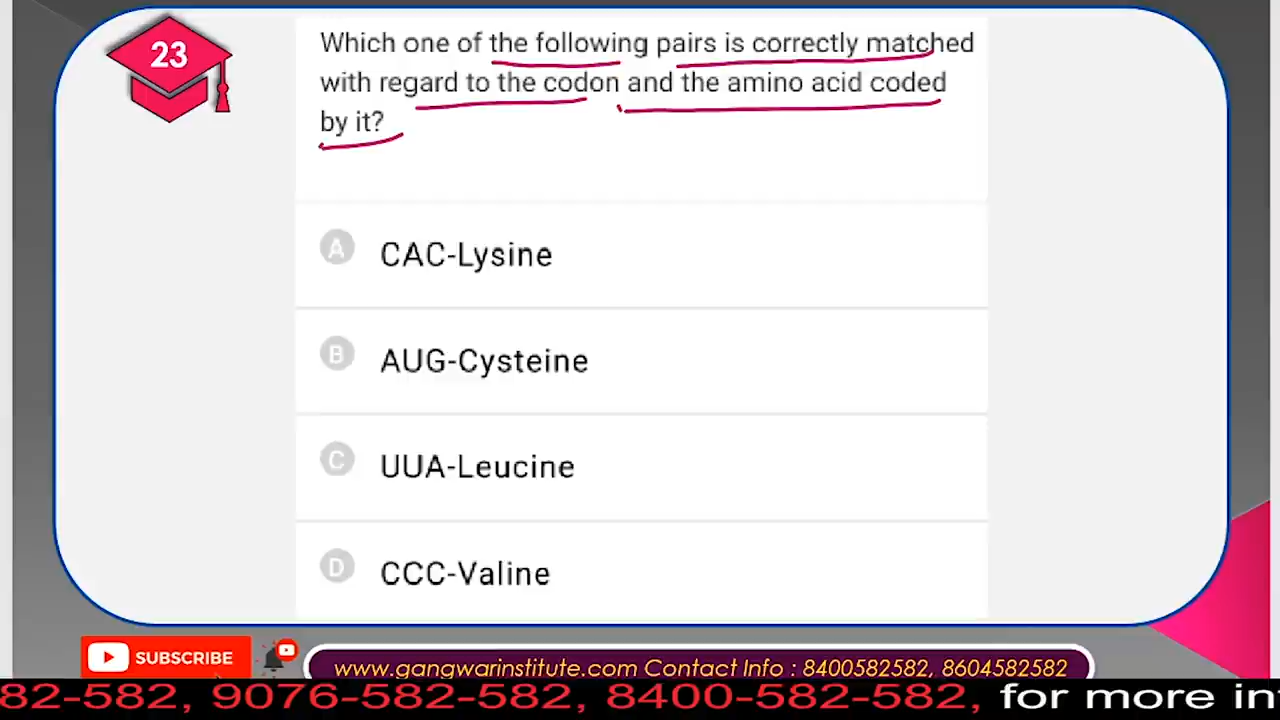 23
Which one of the following pairs is correctly matched
with regard to the codon and the amino acid coded
by it?
A CAC-Lysine
B AUG-Cysteine
C UUA-Leucine
D CCC-Valine
SUBSCRIBE
www.gangwarinstitute.com Contact Info : 8400582582, 8604582582
82-582, 9076-582-582, 8400-582-582, for more in